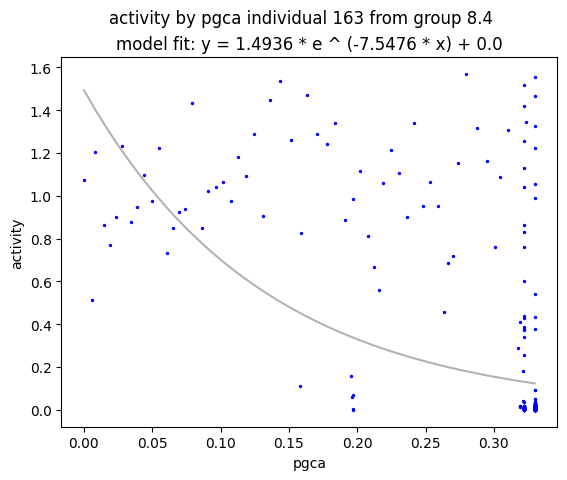 activity by pgca individual 163 from group 8.4
model fit: y = 1.4936 * e ^ (-7.5476 * x) + 0.0
1.6
1.4
1.2
1.0
0.8
0.6
0.4
0.2
0.0
activity
0.00 0.05 0.10 0.15 0.20 0.25 0.30
pgca